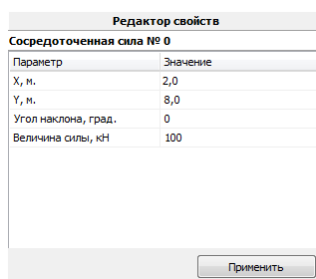 Редактор свойств
Сосредоточенная сила № 0
Параметр Значение
X, м. 2,0
Y, м. 8,0
Угол наклона, град. 0
Величина силы, кН 100
Применить